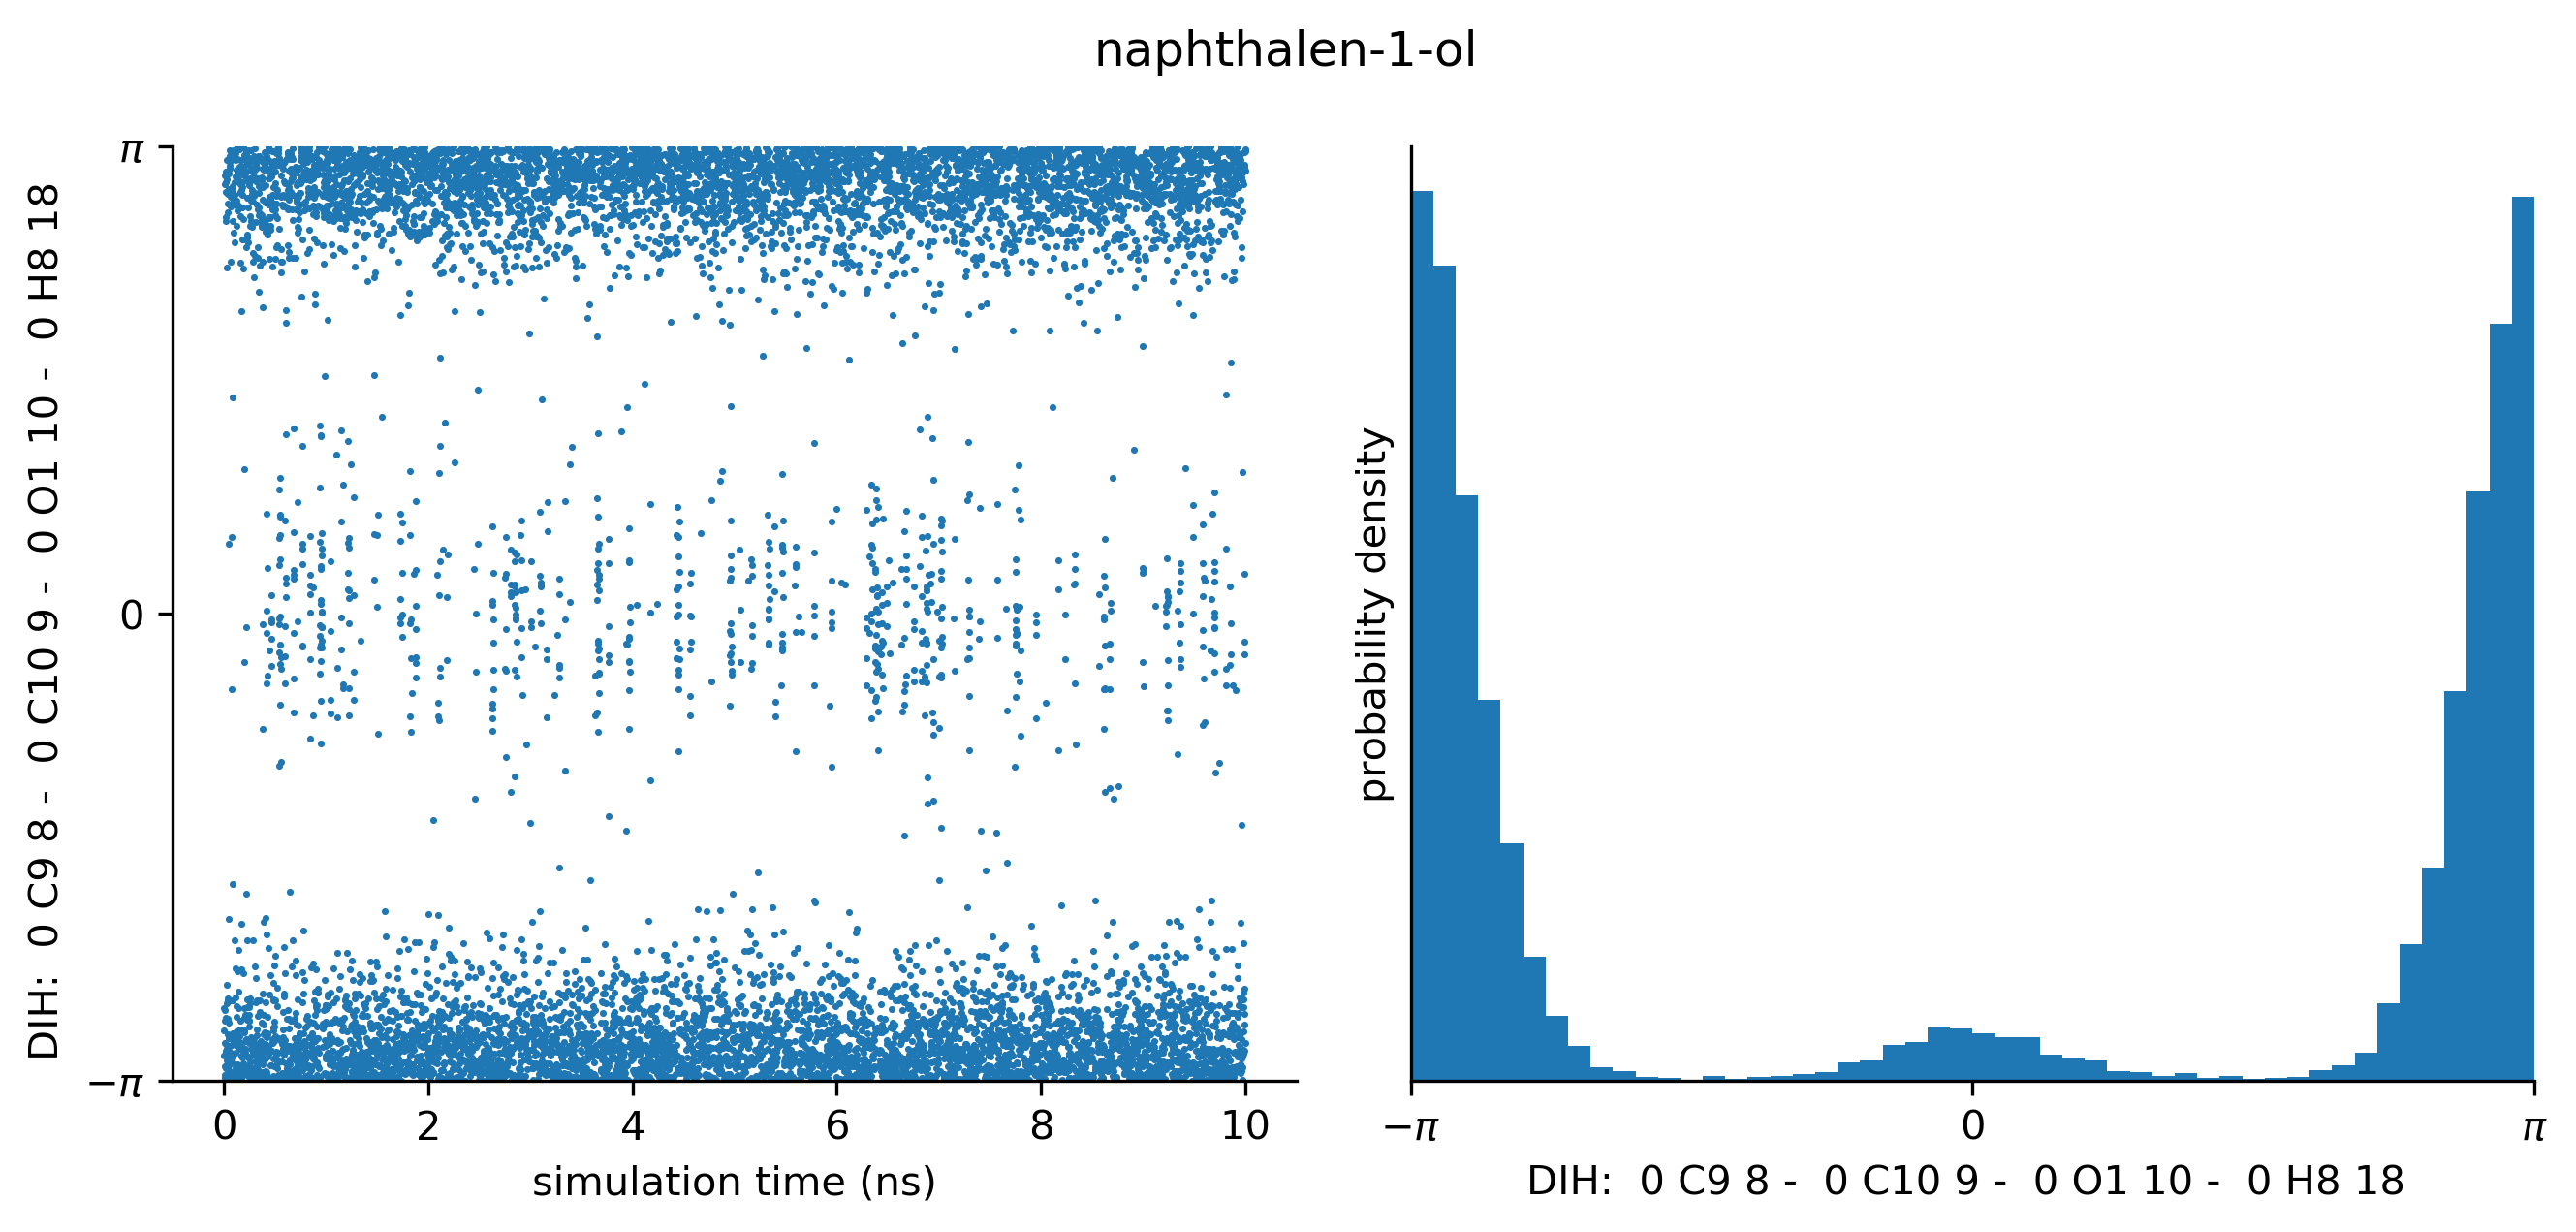 naphthalen-1-ol
DIH:  0 C9 8 -  0 C10 9 -  0 O1 10 -  0 H8 18
π
0
−π
0 2 4 6 8 10
simulation time (ns)
probability density
−π 0 π
DIH:  0 C9 8 -  0 C10 9 -  0 O1 10 -  0 H8 18